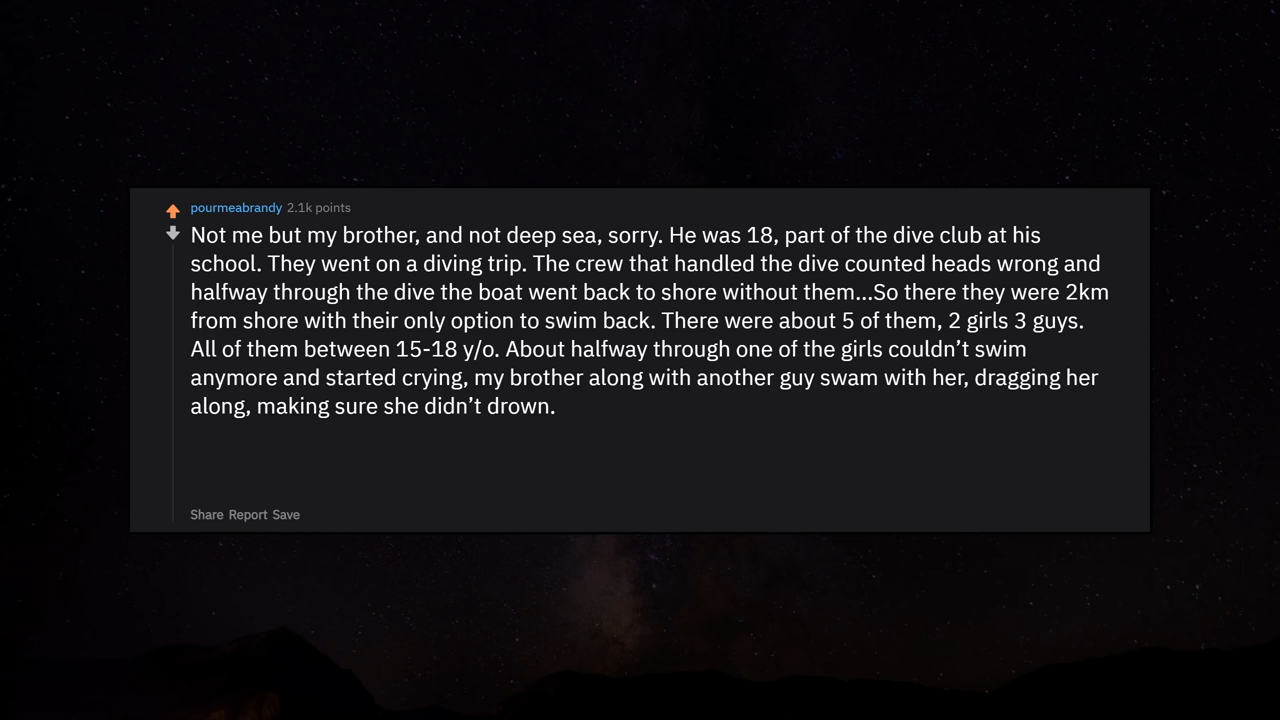 pourmeabrandy 2.1k points
Not me but my brother, and not deep sea, sorry. He was 18, part of the dive club at his
school. They went on a diving trip. The crew that handled the dive counted heads wrong and
halfway through the dive the boat went back to shore without them...So there they were 2km
from shore with their only option to swim back. There were about 5 of them, 2 girls 3 guys.
All of them between 15-18 y/o. About halfway through one of the girls couldn’t swim
anymore and started crying, my brother along with another guy swam with her, dragging her
along, making sure she didn’t drown.
Share Report Save